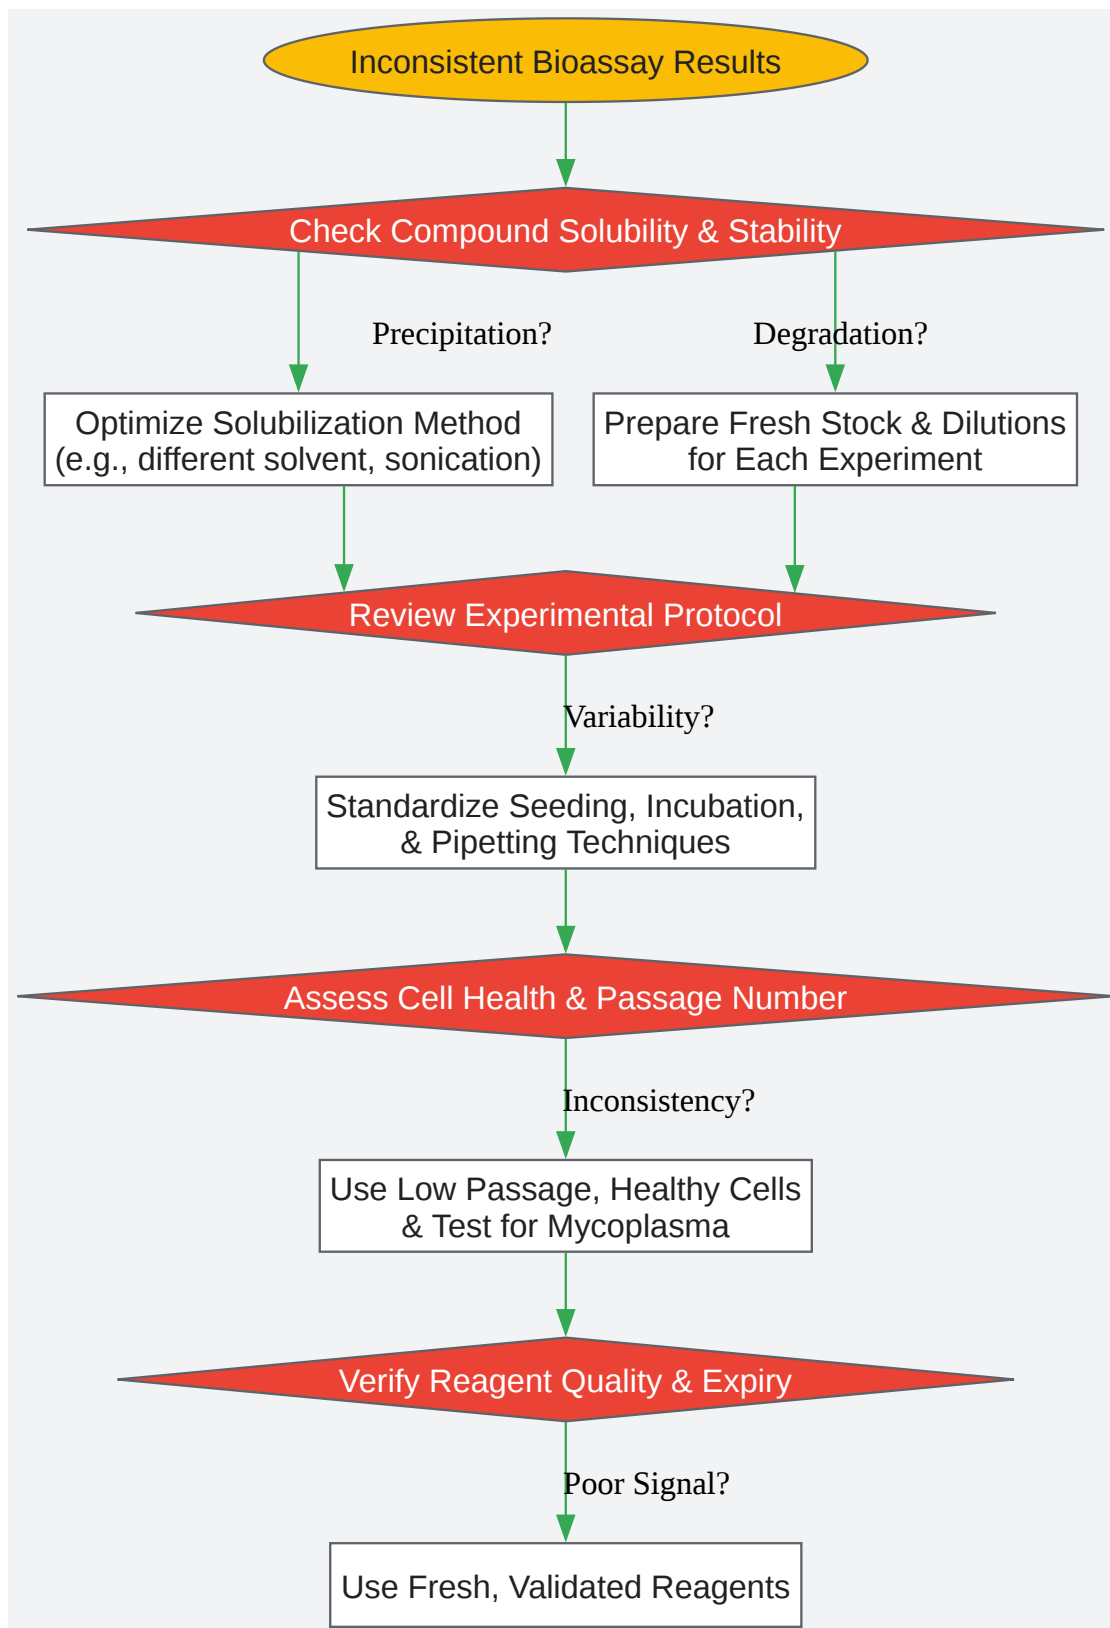 Inconsistent Bioassay Results
Check Compound Solubility & Stability
Precipitation?
Degradation?
Optimize Solubilization Method
(e.g., different solvent, sonication)
Prepare Fresh Stock & Dilutions
for Each Experiment
Review Experimental Protocol
Variability?
Standardize Seeding, Incubation,
& Pipetting Techniques
Assess Cell Health & Passage Number
Inconsistency?
Use Low Passage, Healthy Cells
& Test for Mycoplasma
Verify Reagent Quality & Expiry
Poor Signal?
Use Fresh, Validated Reagents